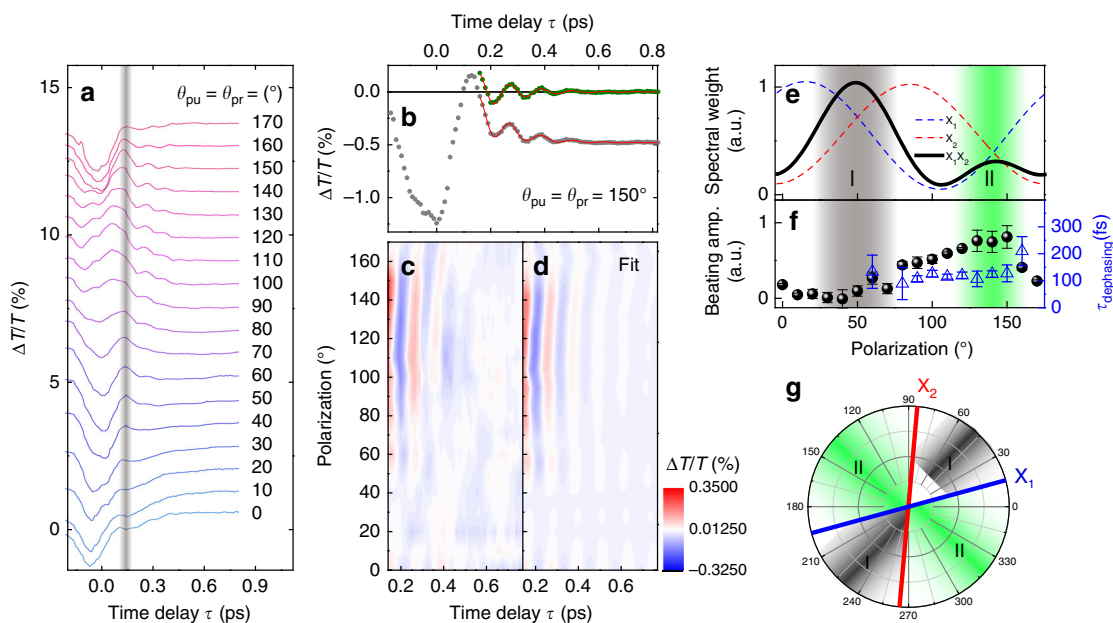 a
θpu = θpr = (°)
170
160
150
140
130
120
110
100
90
80
70
60
50
40
30
20
10
0
15
10
5
0
ΔT/T (%)
0.0 0.3 0.6 0.9
Time delay τ (ps)
Time delay τ (ps)
0.0 0.2 0.4 0.6 0.8
b
0.0
−0.5
−1.0
ΔT/T (%)
θpu = θpr = 150°
c
d
Fit
160
140
120
100
80
60
40
20
0
Polarization (°)
0.2 0.4 0.6 0.2 0.4 0.6
Time delay τ (ps)
ΔT/T (%)
0.3500
0.01250
−0.3250
e
Spectral weight
(a.u.)
1
0
X1
X2
X1X2
I
II
f
Beating amp.
(a.u.)
1
0
300
200
100
0
τdephasing (fs)
0 50 100 150
Polarization (°)
g
X2
X1
90
60
30
0
330
300
270
240
210
180
150
120
I
II
I
II